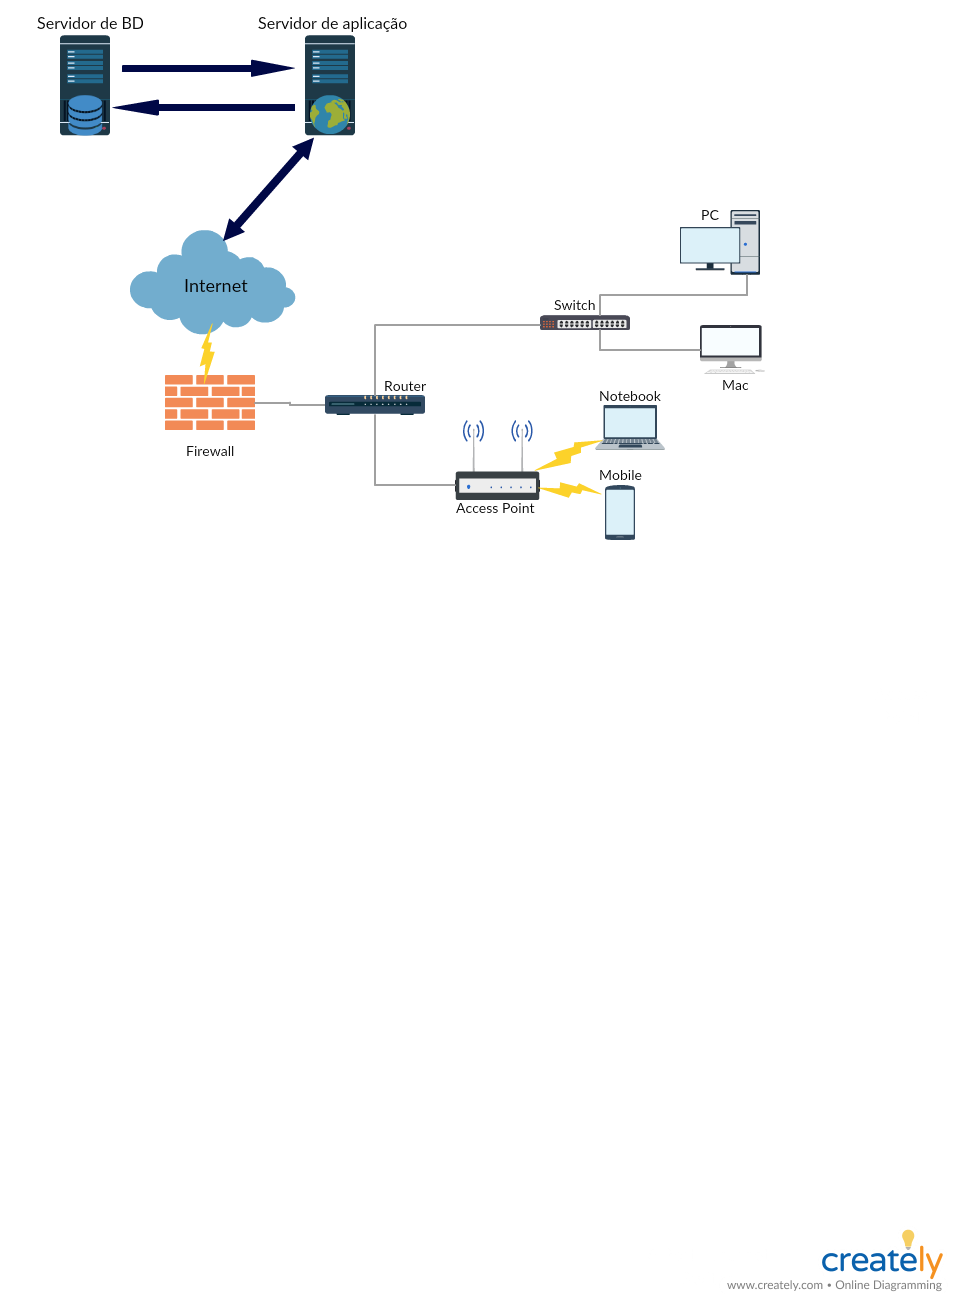 Servidor de BD
Servidor de aplicação
Internet
PC
Switch
Mac
Router
Notebook
Firewall
Mobile
Access Point
creately
www.creately.com • Online Diagramming